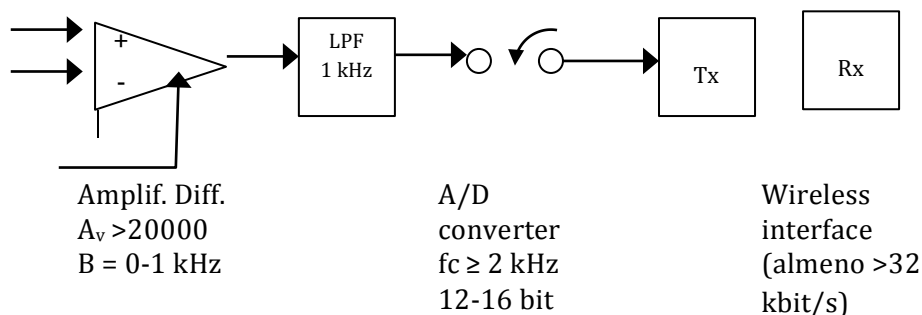 +
-
LPF
1 kHz
Tx
Rx
Amplif. Diff.
Av >20000
B = 0-1 kHz
A/D
converter
fc ≥ 2 kHz
12-16 bit
Wireless
interface
(almeno >32
kbit/s)